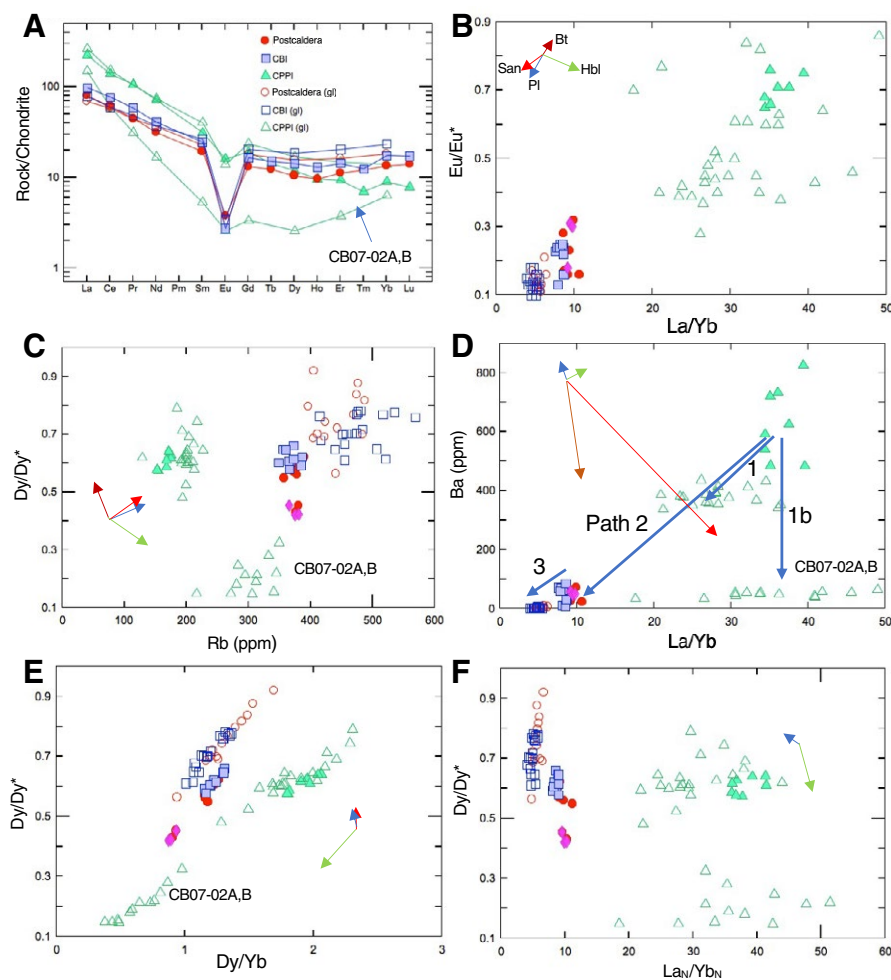 A
Postcaldera
CBI
CPPI
Postcaldera (gl)
CBI (gl)
CPPI (gl)
100
10
1
Rock/Chondrite
CB07-02A,B
La Ce Pr Nd Pm Sm Eu Gd Tb Dy Ho Er Tm Yb Lu
B
0.9
0.7
0.5
0.3
0.1
Eu/Eu*
Bt
San
Hbl
Pl
0 10 20 30 40 50
La/Yb
C
0.9
0.7
0.5
0.3
0.1
Dy/Dy*
CB07-02A,B
0 100 200 300 400 500 600
Rb (ppm)
D
800
600
400
200
0
Ba (ppm)
1
Path 2
1b
3
CB07-02A,B
0 10 20 30 40 50
La/Yb
E
0.9
0.7
0.5
0.3
0.1
Dy/Dy*
CB07-02A,B
0 1 2 3
Dy/Yb
F
0.9
0.7
0.5
0.3
0.1
Dy/Dy*
0 10 20 30 40 50 60
LaN/YbN